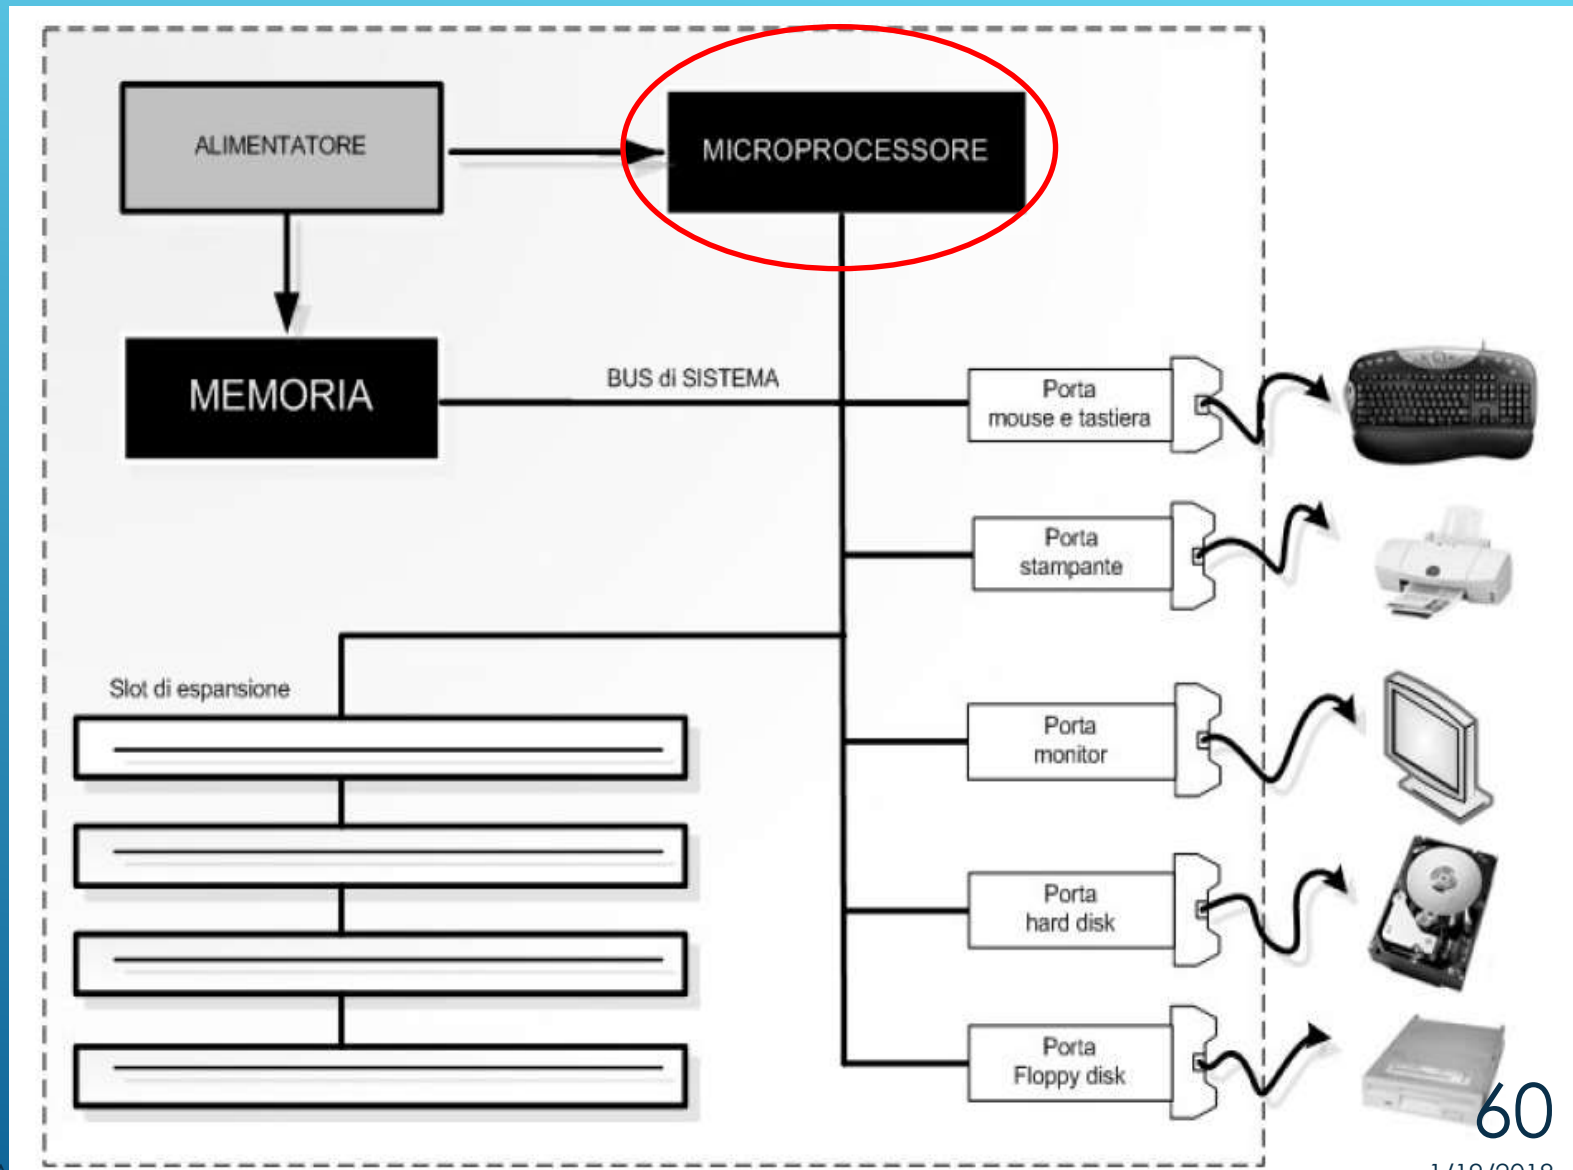 ALIMENTATORE
MICROPROCESSORE
MEMORIA
BUS di SISTEMA
Porta
mouse e tastiera
Porta
stampante
Slot di espansione
Porta
monitor
Porta
hard disk
Porta
Floppy disk
60